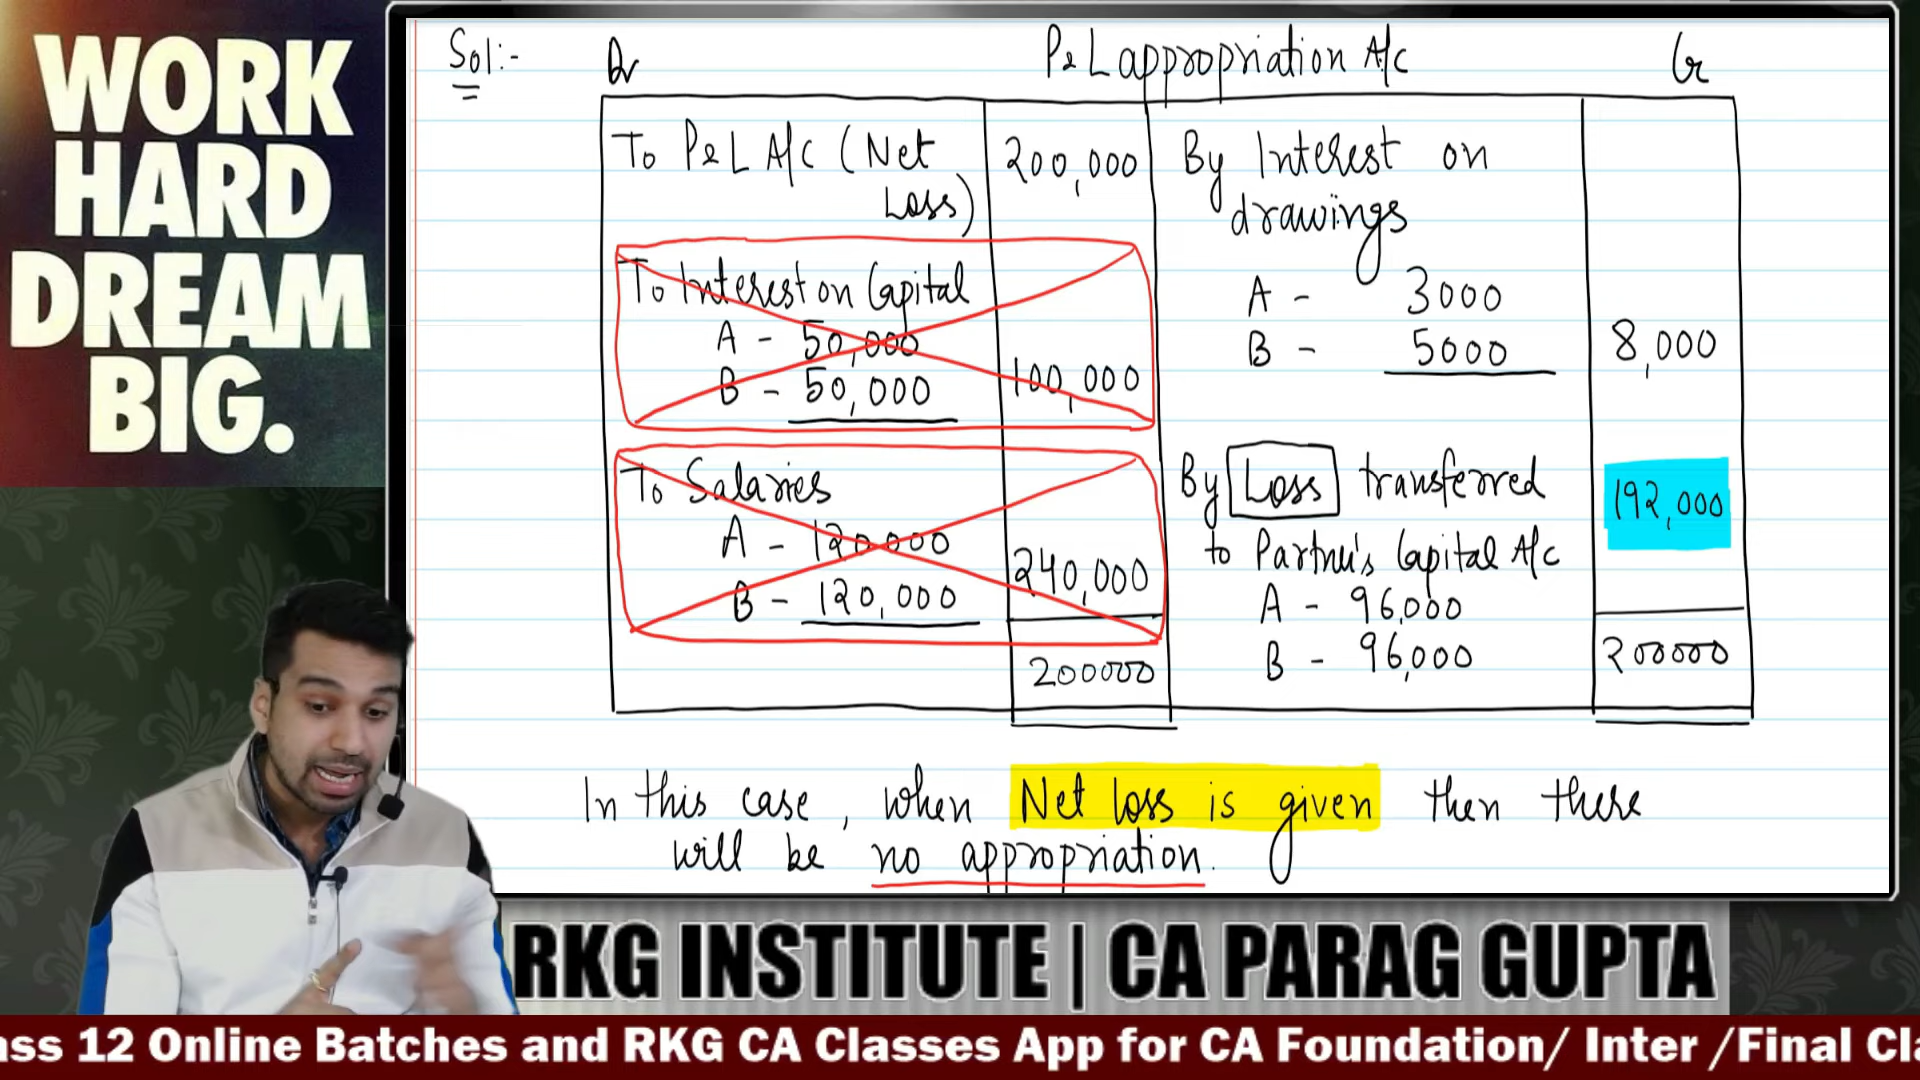 WORK
HARD
DREAM
BIG.
Sol:-
Dr
P&L appropriation A/c
Cr
To P&L A/c (Net
Loss)
200,000
To Interest on Capital
A - 50,000
B - 50,000
100,000
To Salaries
A - 120,000
B - 120,000
240,000
200000
By Interest on
drawings
A - 3000
B - 5000
8,000
By Loss transferred
192,000
to Partner's Capital A/c
A - 96,000
B - 96,000
200000
In this case, when Net loss is given then there
will be no appropriation.
RKG INSTITUTE | CA PARAG GUPTA
ass 12 Online Batches and RKG CA Classes App for CA Foundation/ Inter /Final Cla